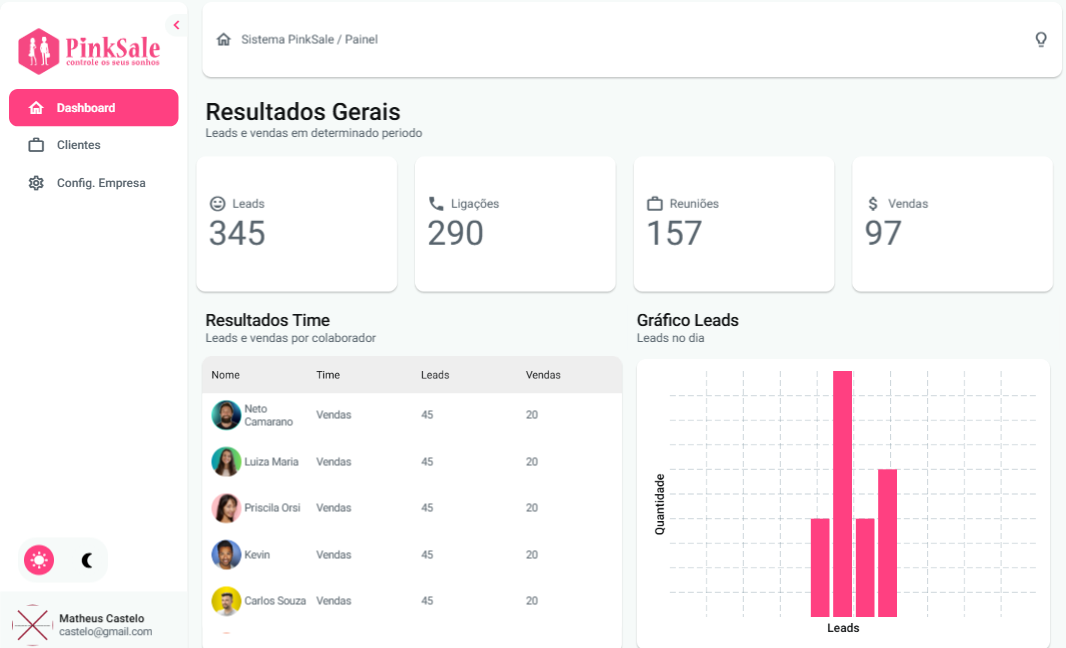 PinkSale
controle os seus sonhos
Dashboard
Clientes
Config. Empresa
Matheus Castelo
castelo@gmail.com
Sistema PinkSale / Painel
Resultados Gerais
Leads e vendas em determinado periodo
Leads
345
Ligações
290
Reuniões
157
Vendas
97
Resultados Time
Leads e vendas por colaborador
Nome Time Leads Vendas
Neto
Camarano Vendas 45 20
Luiza Maria Vendas 45 20
Priscila Orsi Vendas 45 20
Kevin Vendas 45 20
Carlos Souza Vendas 45 20
Gráfico Leads
Leads no dia
Quantidade
Leads